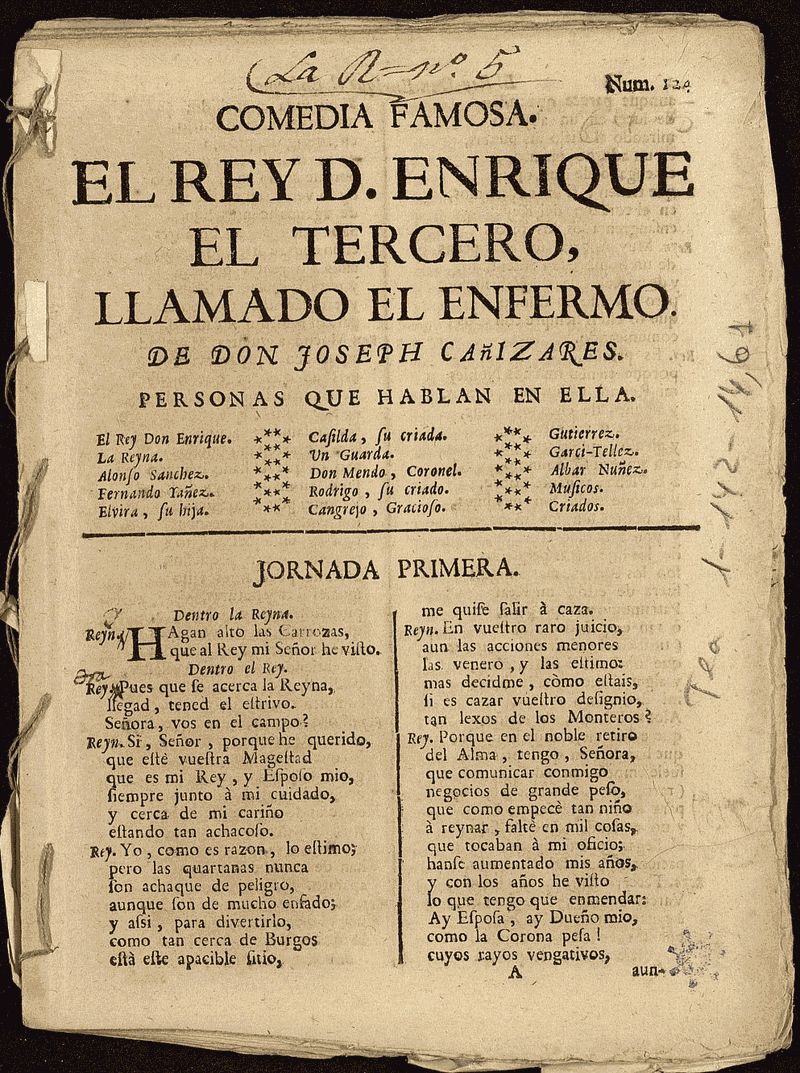 La R=nº. 5
Num. 124
COMEDIA FAMOSA.
EL REY D. ENRIQUE
EL TERCERO,
LLAMADO EL ENFERMO.
DE DON JOSEPH CAñIZARES.
PERSONAS QUE HABLAN EN ELLA.
El Rey Don Enrique.
La Reyna.
Alonſo Sanchez.
Fernando Yañez.
Elvira, ſu hija.
Caſilda, ſu criada.
Un Guarda.
Don Mendo, Coronel.
Rodrigo, ſu criado.
Cangrejo, Gracioſo.
Gutierrez.
Garci-Tellez.
Albar Nuñez.
Muſicos.
Criados.
JORNADA PRIMERA.
Dentro la Reyna.
Reyn. HAgan alto las Carrozas,
que al Rey mi Señor he viſto.
Dentro el Rey.
Rey. Pues que ſe acerca la Reyna,
llegad, tened el eſtrivo.
Señora, vos en el campo?
Reyn. Si, Señor, porque he querido,
que eſtè vueſtra Mageſtad
que es mi Rey, y Eſpoſo mio,
ſiempre junto à mi cuidado,
y cerca de mi cariño
eſtando tan achacoſo.
Rey. Yo, como es razon, lo eſtimo;
pero las quartanas nunca
ſon achaque de peligro,
aunque ſon de mucho enfado;
y aſsi, para divertirlo,
como tan cerca de Burgos
eſtà eſte apacible ſitio,
me quiſe ſalir à caza.
Reyn. En vueſtro raro juicio,
aun las acciones menores
las venero, y las eſtimo:
mas decidme, còmo eſtais,
ſi es cazar vueſtro deſignio,
tan lexos de los Monteros?
Rey. Porque en el noble retiro
del Alma, tengo, Señora,
que comunicar conmigo
negocios de grande peſo,
que como empecè tan niño
à reynar, faltè en mil coſas,
que tocaban à mi oficio;
hanſe aumentado mis años,
y con los años he viſto
lo que tengo que enmendar:
Ay Eſpoſa, ay Dueño mio,
como la Corona peſa!
cuyos rayos vengativos,
A
aun-
Tea 1-142-14,61